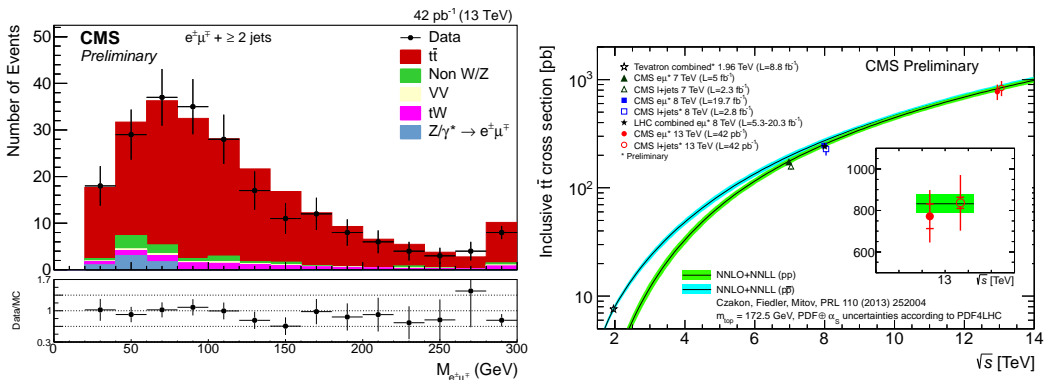 42 pb⁻¹ (13 TeV)
CMS
Preliminary
e±μ∓ + ≥ 2 jets
Data
tt̄
Non W/Z
VV
tW
Z/γ* → e±μ∓
Number of Events
50
40
30
20
10
0
Data/MC
1.7
1
0.3
0 50 100 150 200 250 300
M e±μ∓ (GeV)
Inclusive tt̄ cross section [pb]
CMS Preliminary
Tevatron combined* 1.96 TeV (L=8.8 fb⁻¹)
CMS eμ* 7 TeV (L=5 fb⁻¹)
CMS l+jets 7 TeV (L=2.3 fb⁻¹)
CMS eμ* 8 TeV (L=19.7 fb⁻¹)
CMS l+jets* 8 TeV (L=2.8 fb⁻¹)
LHC combined eμ* 8 TeV (L=5.3-20.3 fb⁻¹)
CMS eμ* 13 TeV (L=42 pb⁻¹)
CMS l+jets* 13 TeV (L=42 pb⁻¹)
* Preliminary
10³
10²
10
1000
800
600
13 √s [TeV]
NNLO+NNLL (pp)
NNLO+NNLL (pp̄)
Czakon, Fiedler, Mitov, PRL 110 (2013) 252004
m top = 172.5 GeV, PDF⊕ αS uncertainties according to PDF4LHC
2 4 6 8 10 12 14
√s [TeV]